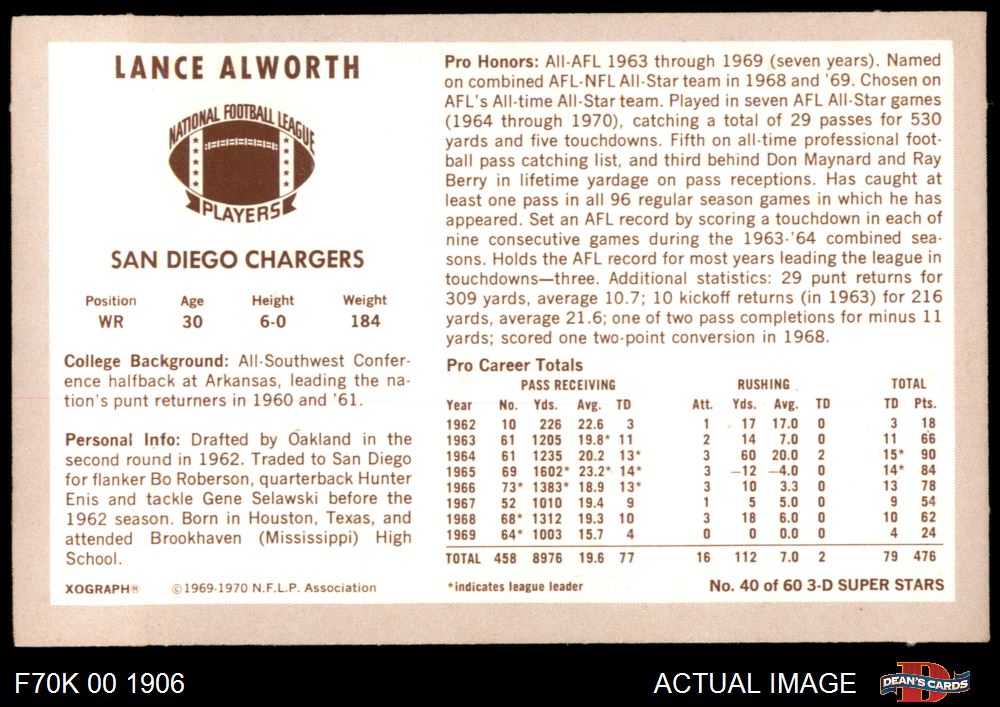 LANCE ALWORTH
NATIONAL FOOTBALL LEAGUE
PLAYERS
SAN DIEGO CHARGERS
Position Age Height Weight
WR 30 6-0 184
College Background: All-Southwest Confer-
ence halfback at Arkansas, leading the na-
tion's punt returners in 1960 and '61.
Personal Info: Drafted by Oakland in the
second round in 1962. Traded to San Diego
for flanker Bo Roberson, quarterback Hunter
Enis and tackle Gene Selawski before the
1962 season. Born in Houston, Texas, and
attended Brookhaven (Mississippi) High
School.
XOGRAPH® ©1969-1970 N.F.L.P. Association
Pro Honors: All-AFL 1963 through 1969 (seven years). Named
on combined AFL-NFL All-Star team in 1968 and '69. Chosen on
AFL's All-time All-Star team. Played in seven AFL All-Star games
(1964 through 1970), catching a total of 29 passes for 530
yards and five touchdowns. Fifth on all-time professional foot-
ball pass catching list, and third behind Don Maynard and Ray
Berry in lifetime yardage on pass receptions. Has caught at
least one pass in all 96 regular season games in which he has
appeared. Set an AFL record by scoring a touchdown in each of
nine consecutive games during the 1963-'64 combined sea-
sons. Holds the AFL record for most years leading the league in
touchdowns—three. Additional statistics: 29 punt returns for
309 yards, average 10.7; 10 kickoff returns (in 1963) for 216
yards, average 21.6; one of two pass completions for minus 11
yards; scored one two-point conversion in 1968.
Pro Career Totals
PASS RECEIVING RUSHING TOTAL
Year No. Yds. Avg. TD Att. Yds. Avg. TD TD Pts.
1962 10 226 22.6 3 1 17 17.0 0 3 18
1963 61 1205 19.8* 11 2 14 7.0 0 11 66
1964 61 1235 20.2 13* 3 60 20.0 2 15* 90
1965 69 1602* 23.2* 14* 3 −12 −4.0 0 14* 84
1966 73* 1383* 18.9 13* 3 10 3.3 0 13 78
1967 52 1010 19.4 9 1 5 5.0 0 9 54
1968 68* 1312 19.3 10 3 18 6.0 0 10 62
1969 64* 1003 15.7 4 0 0 0.0 0 4 24
TOTAL 458 8976 19.6 77 16 112 7.0 2 79 476
*indicates league leader No. 40 of 60 3-D SUPER STARS
F70K 00 1906 ACTUAL IMAGE D DEAN'S CARDS